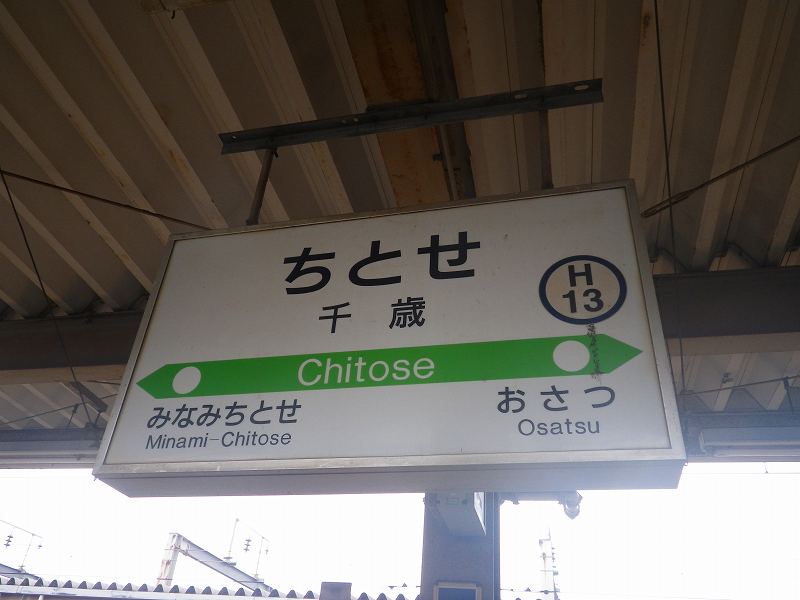 ちとせ
千歳
H
13
Chitose
みなみちとせ
Minami-Chitose
おさつ
Osatsu